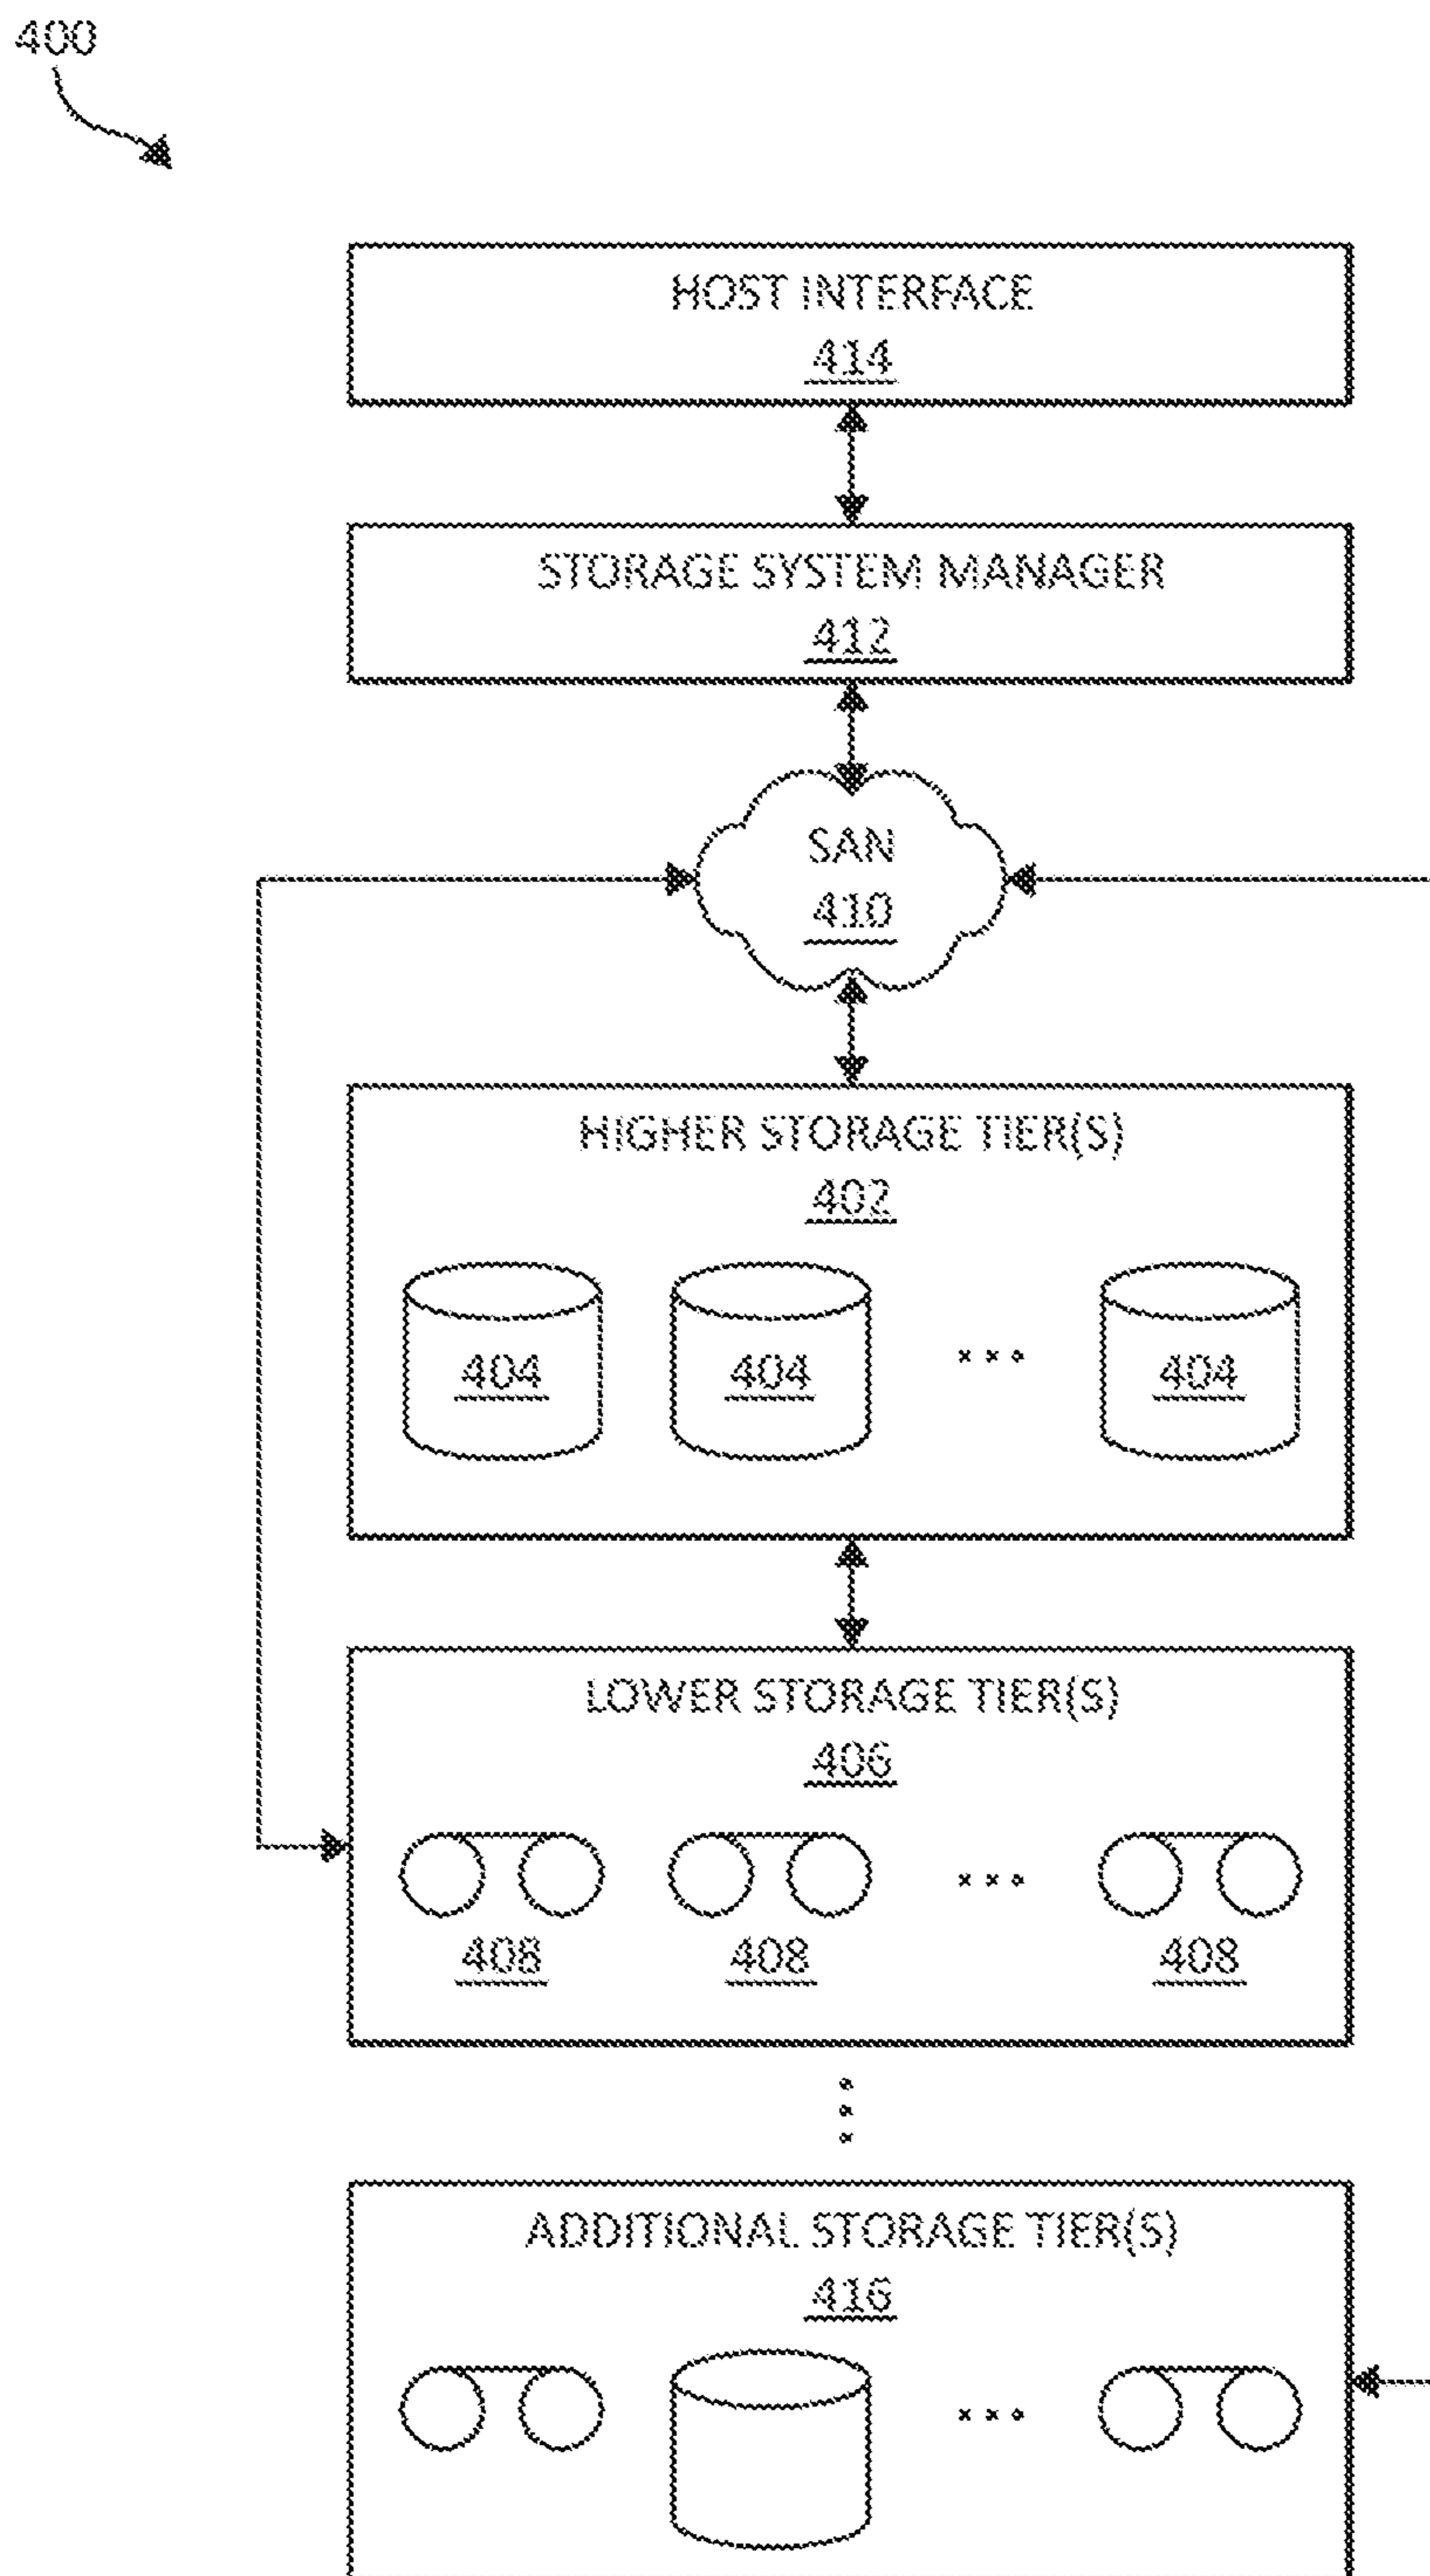 400
HOST INTERFACE
414
STORAGE SYSTEM MANAGER
412
SAN
410
HIGHER STORAGE TIER(S)
402
404 404 ... 404
LOWER STORAGE TIER(S)
406
...
408 408 408
ADDITIONAL STORAGE TIER(S)
416
...